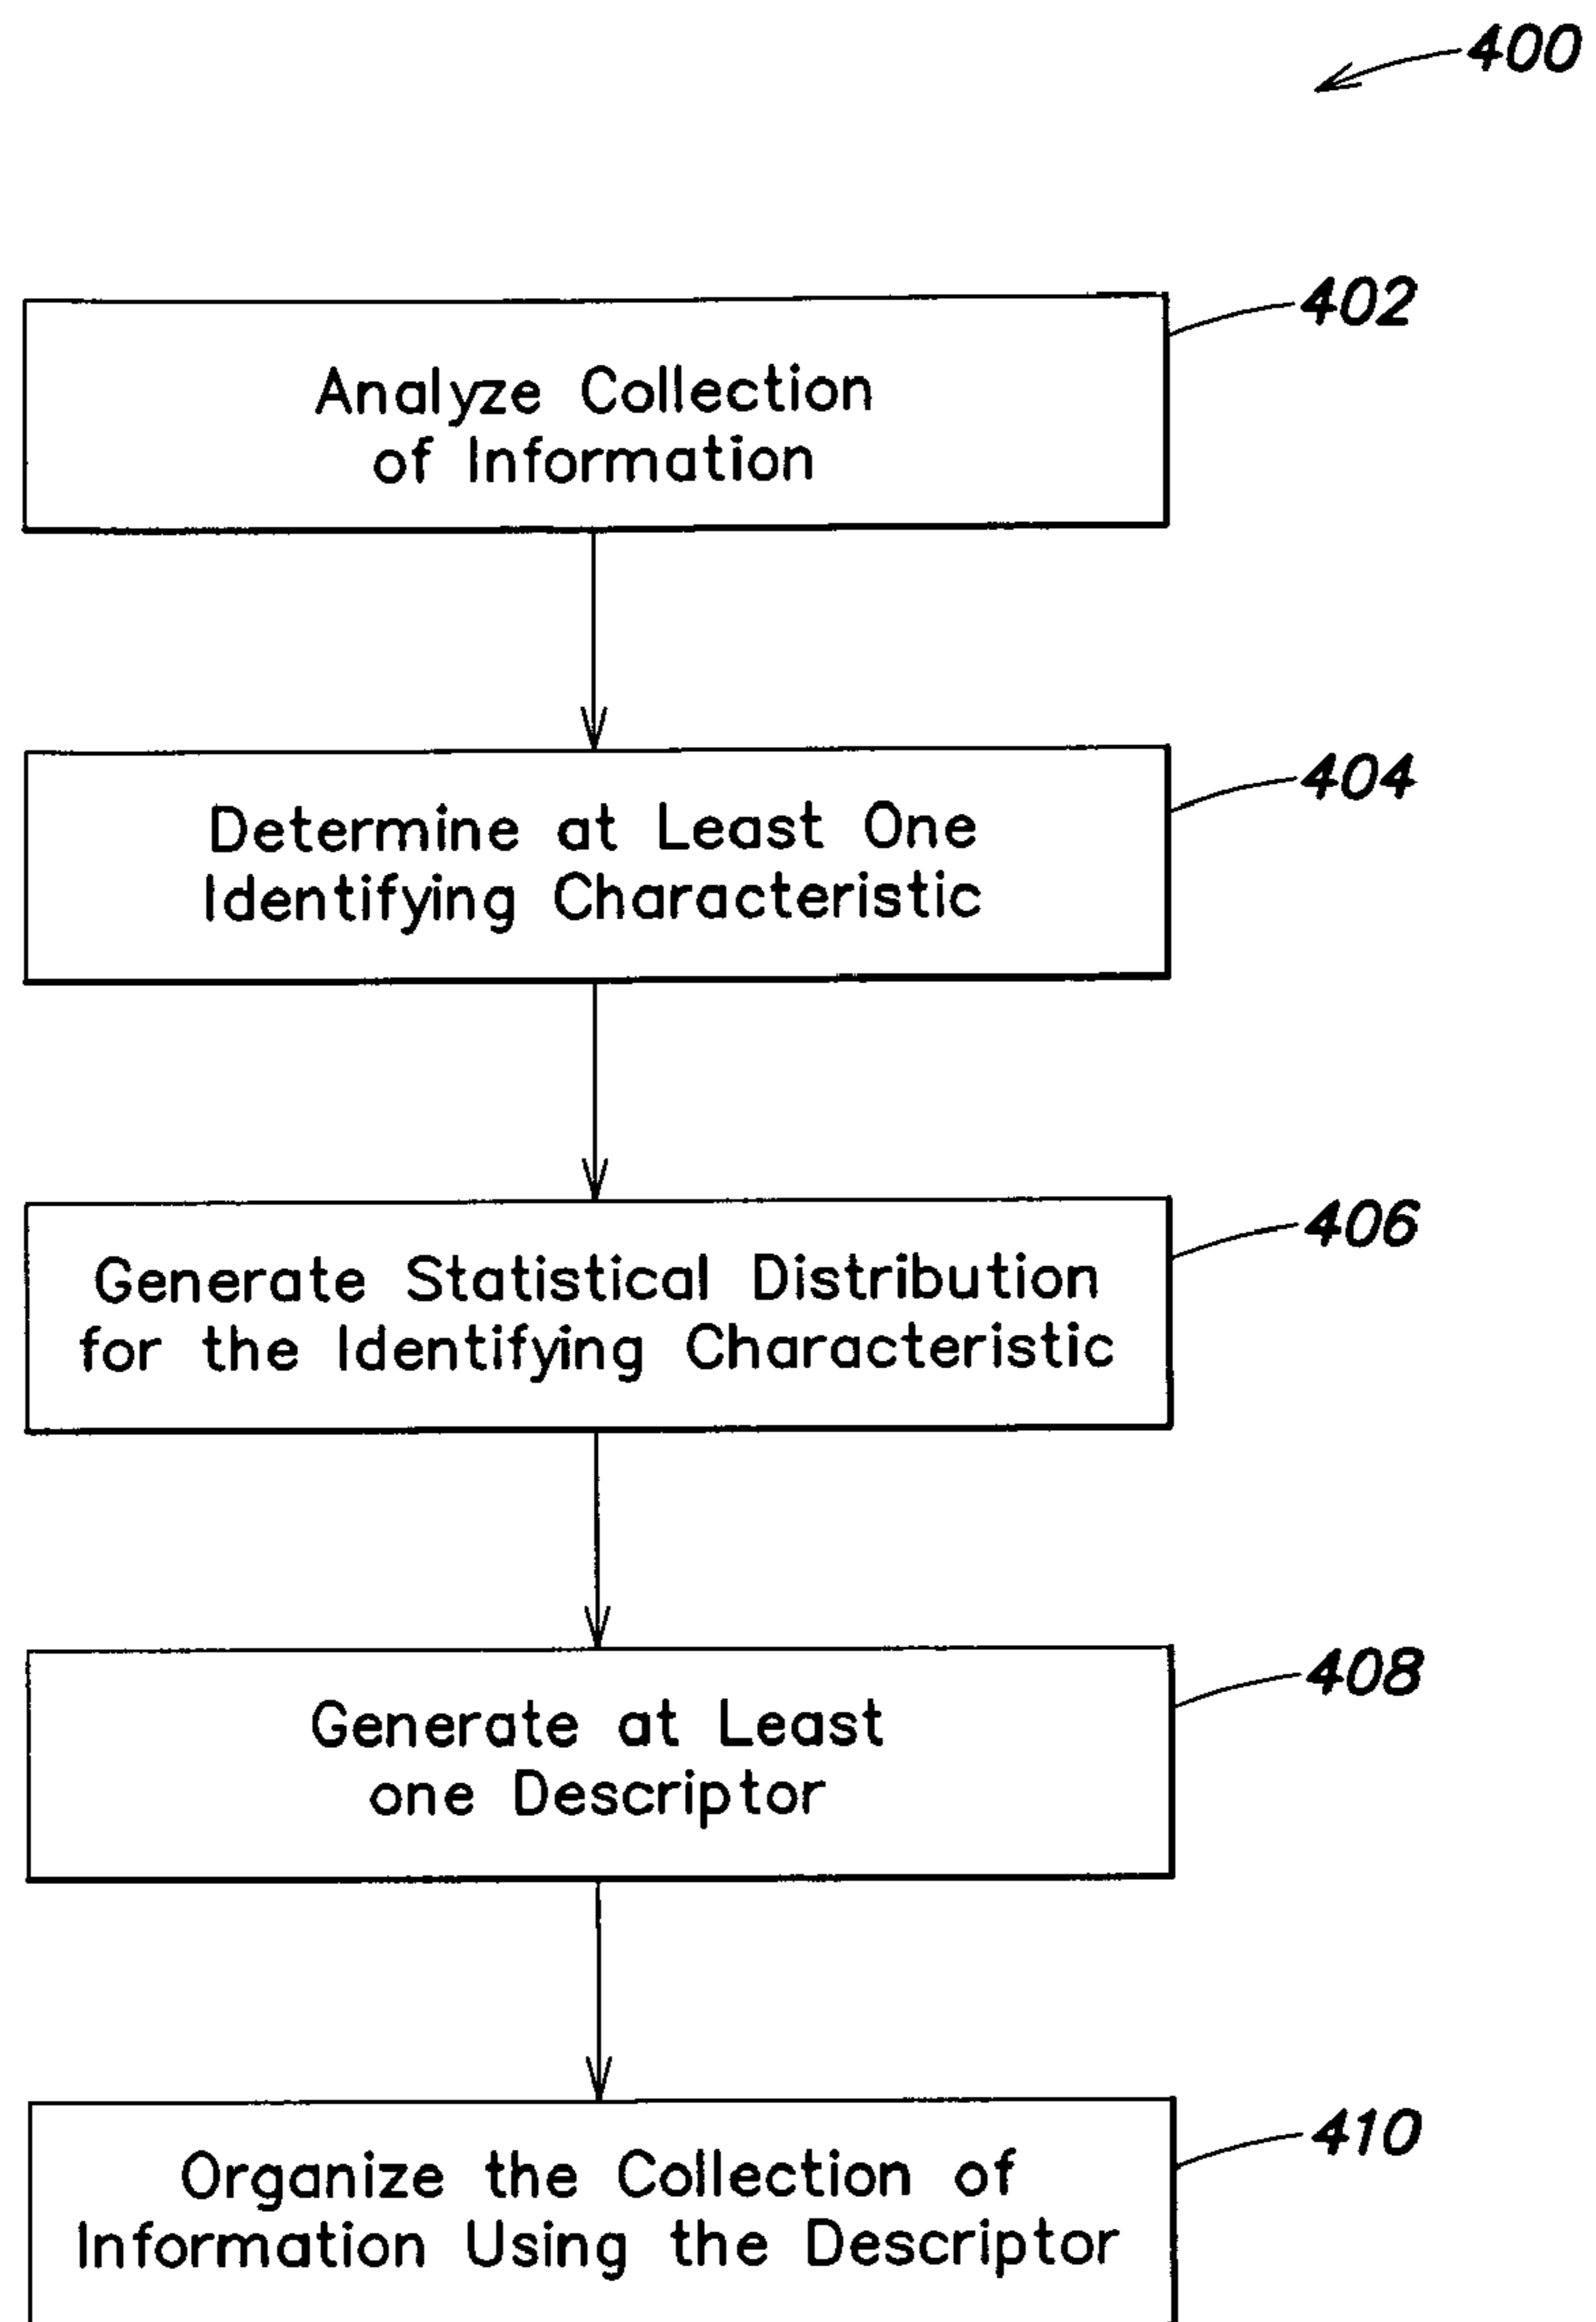 400
402
Analyze Collection
of Information
404
Determine at Least One
Identifying Characteristic
406
Generate Statistical Distribution
for the Identifying Characteristic
408
Generate at Least
one Descriptor
410
Organize the Collection of
Information Using the Descriptor